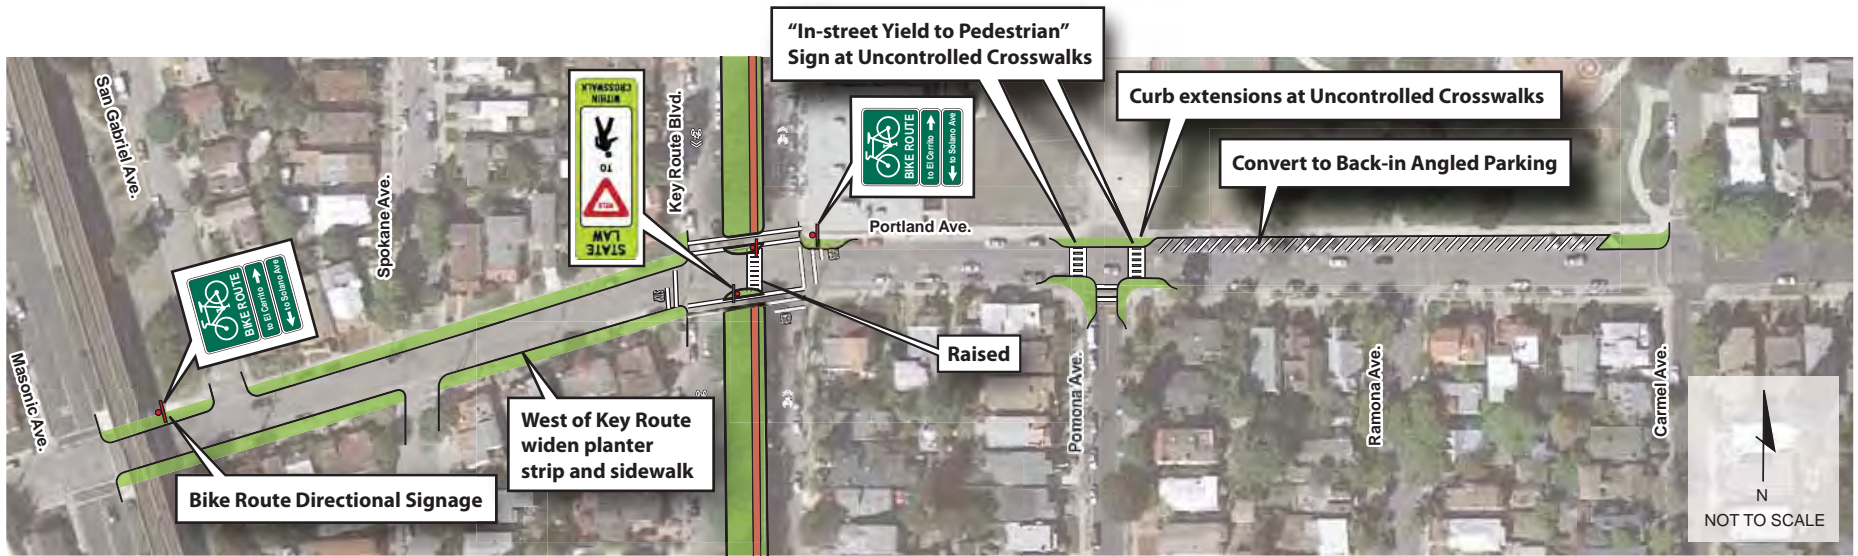 “In-street Yield to Pedestrian”
Sign at Uncontrolled Crosswalks
Curb extensions at Uncontrolled Crosswalks
Convert to Back-in Angled Parking
San Gabriel Ave.
Spokane Ave.
STATE
LAW
YIELD
TO
WITHIN
CROSSWALK
Key Route Blvd.
BIKE ROUTE
to El Cerrito
to Solano Ave
Portland Ave.
BIKE ROUTE
to El Cerrito
to Solano Ave
Raised
Masonic Ave.
West of Key Route
widen planter
strip and sidewalk
Bike Route Directional Signage
Pomona Ave.
Ramona Ave.
Carmel Ave.
N
NOT TO SCALE